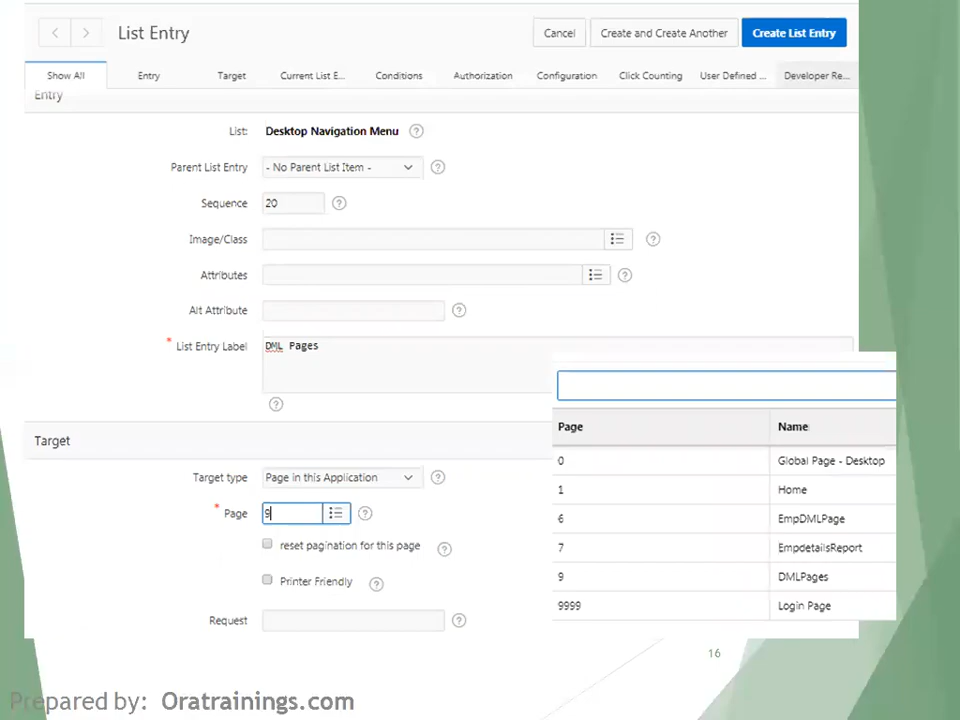 List Entry
Cancel
Create and Create Another
Create List Entry
Show All
Entry
Target
Current List E...
Conditions
Authorization
Configuration
Click Counting
User Defined ...
Developer Re...
Entry
List: Desktop Navigation Menu
Parent List Entry - No Parent List Item -
Sequence 20
Image/Class
Attributes
Alt Attribute
* List Entry Label DML Pages
Target
Target type Page in this Application
* Page 9
reset pagination for this page
Printer Friendly
Request
Page Name
0 Global Page - Desktop
1 Home
6 EmpDMLPage
7 EmpdetailsReport
9 DMLPages
9999 Login Page
16
Prepared by: Oratrainings.com